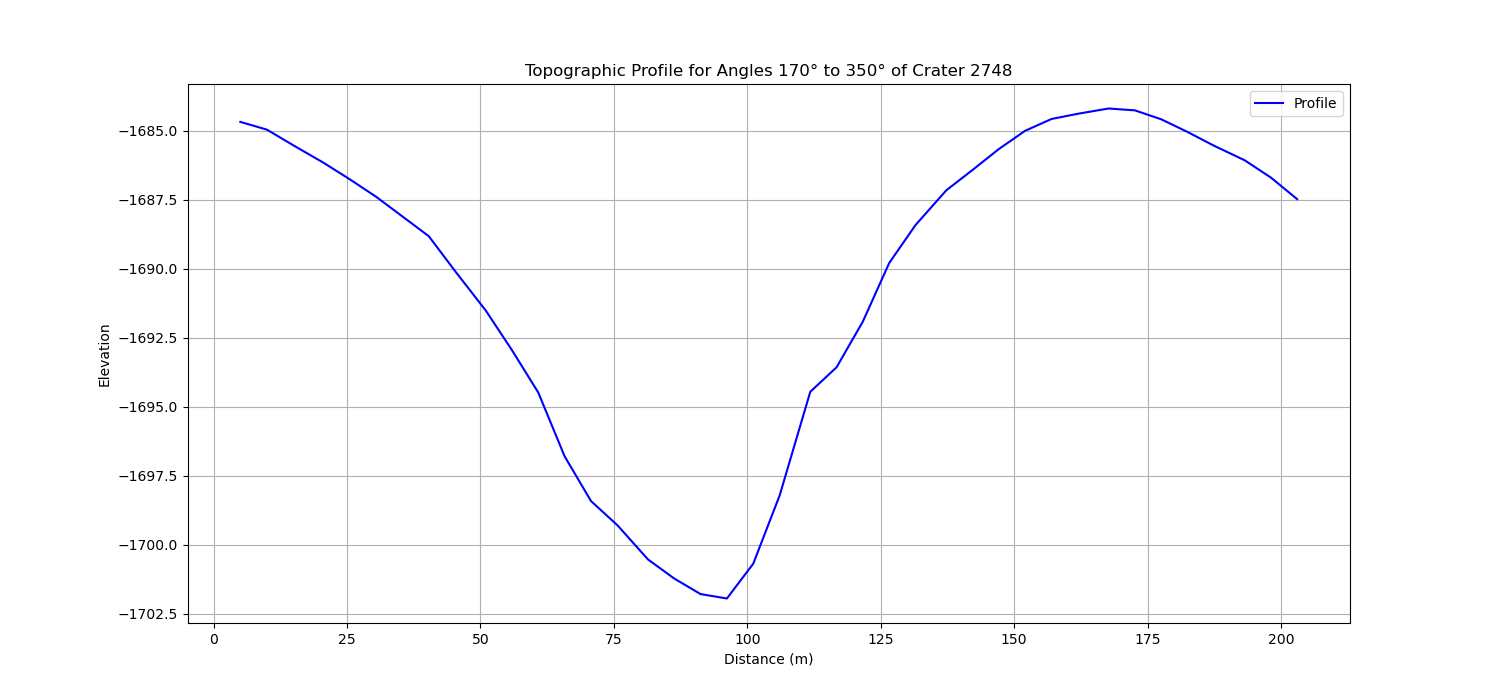 Topographic Profile for Angles 170° to 350° of Crater 2748
Profile
−1685.0
−1687.5
−1690.0
−1692.5
−1695.0
−1697.5
−1700.0
−1702.5
Elevation
0 25 50 75 100 125 150 175 200
Distance (m)